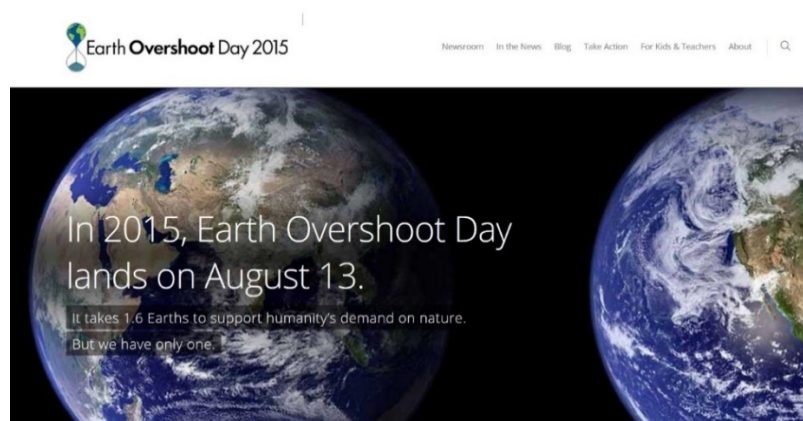 Earth Overshoot Day 2015
Newsroom In the News Blog Take Action For Kids & Teachers About
In 2015, Earth Overshoot Day
lands on August 13.
It takes 1.6 Earths to support humanity's demand on nature.
But we have only one.